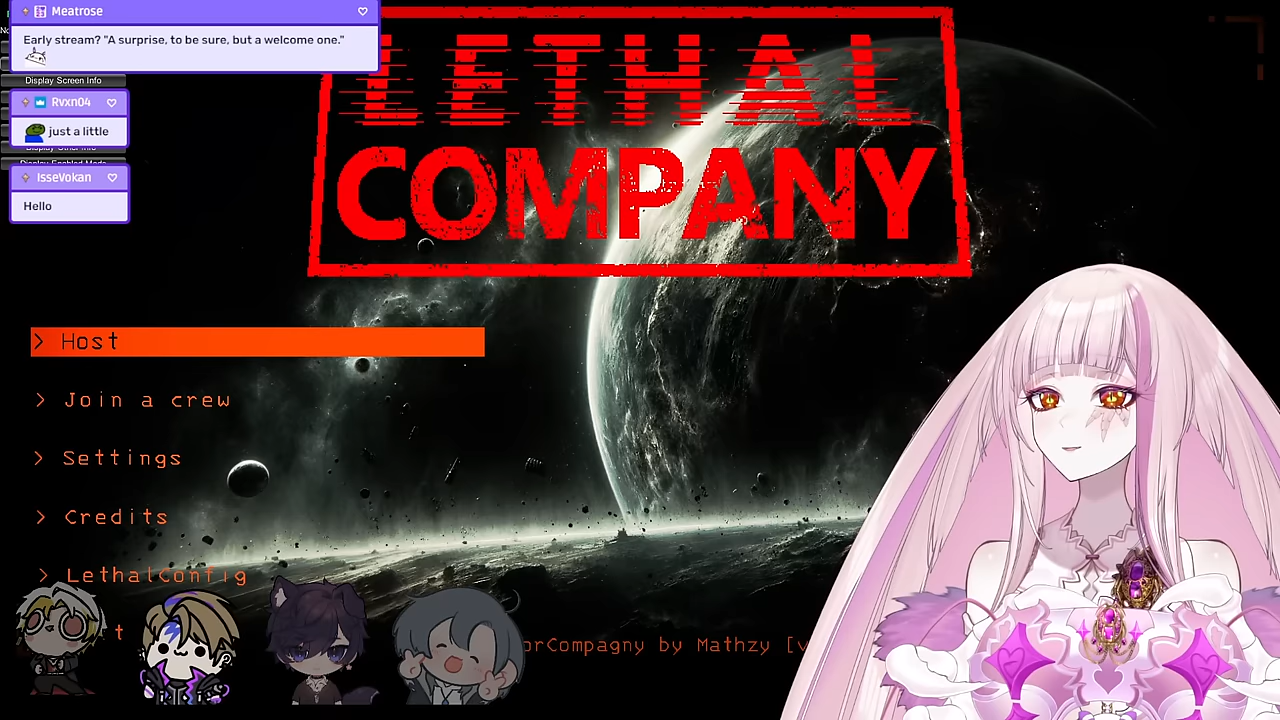 Meatrose
Early stream? "A surprise, to be sure, but a welcome one."
Display Screen Info
Rvxn04
just a little
IsseVokan
Hello
LETHAL
COMPANY
> Host
> Join a crew
> Settings
> Credits
> LethalConfig
by Mathzy